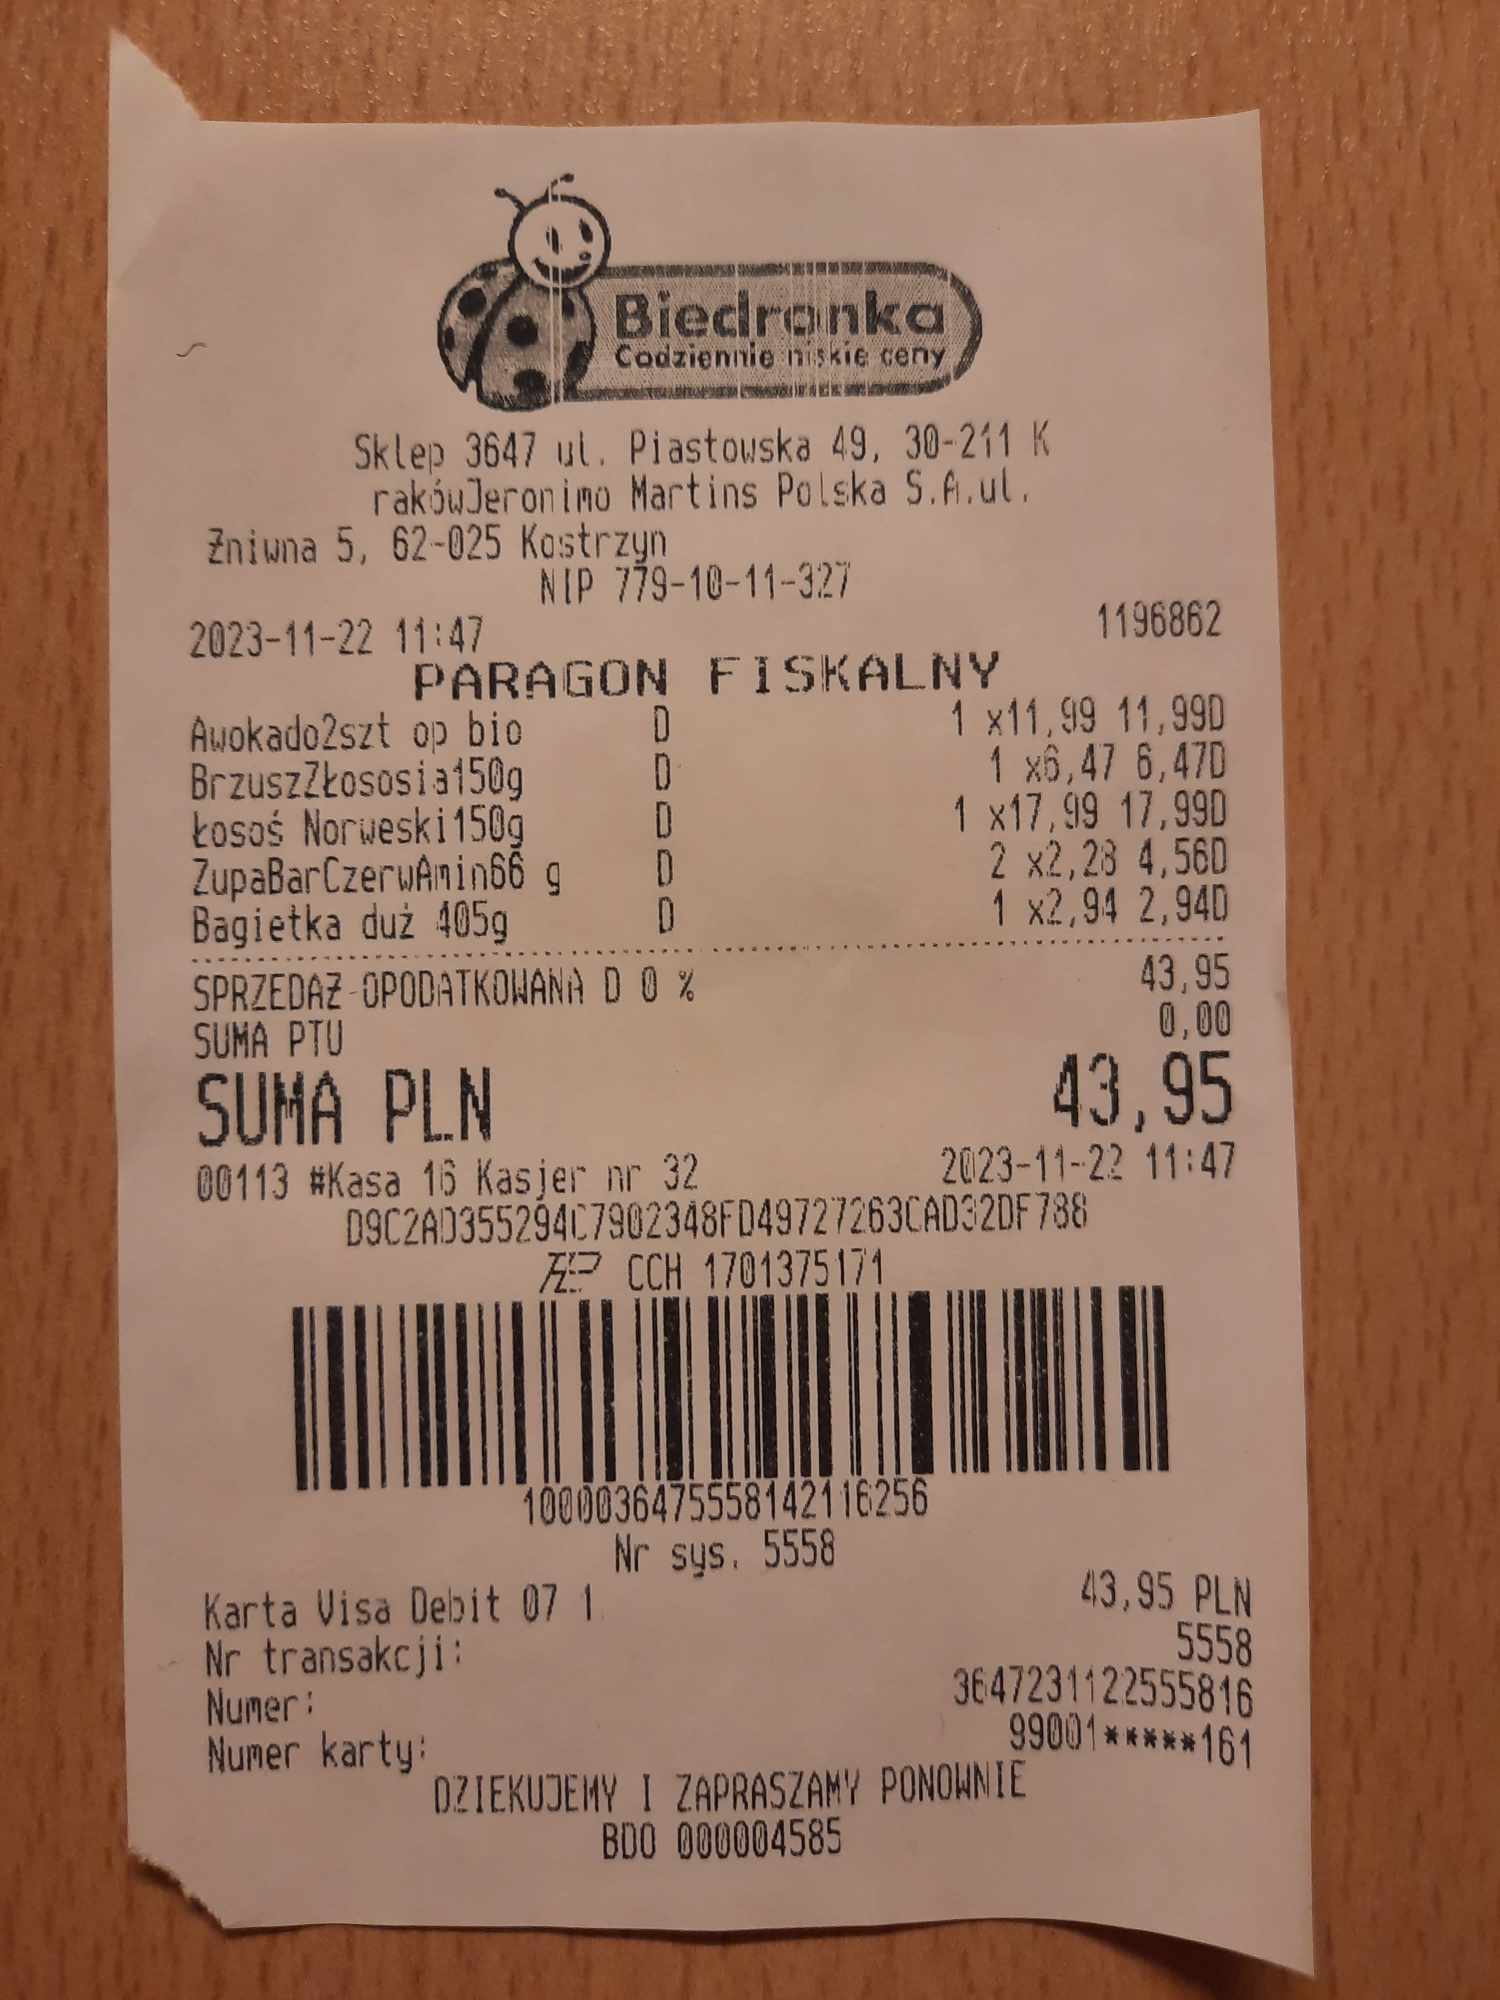 Biedronka
Codziennie niskie ceny
Sklep 3647 ul. Piastowska 49, 30-211 K
rakówJeronimo Martins Polska S.A.ul.
Żniwna 5, 62-025 Kostrzyn
NIP 779-10-11-327
2023-11-22 11:47 1196862
PARAGON FISKALNY
Awokado2szt op bio D 1 x11,99 11,99D
BrzuszZŁososia150g D 1 x6,47 6,47D
Łosoś Norweski150g D 1 x17,99 17,99D
ZupaBarCzerwAmin66 g D 2 x2,28 4,56D
Bagietka duż 405g D 1 x2,94 2,94D
SPRZEDAŻ OPODATKOWANA D 0 % 43,95
SUMA PTU 0,00
SUMA PLN 43,95
00113 #Kasa 16 Kasjer nr 32 2023-11-22 11:47
D9C2AD355294C7902348FD49727263CAD32DF788
CCH 1701375171
1000036475558142116256
Nr sys. 5558
Karta Visa Debit 07 1 43,95 PLN
Nr transakcji: 5558
Numer: 3647231122555816
Numer karty: 99001*****161
DZIEKUJEMY I ZAPRASZAMY PONOWNIE
BDO 000004585